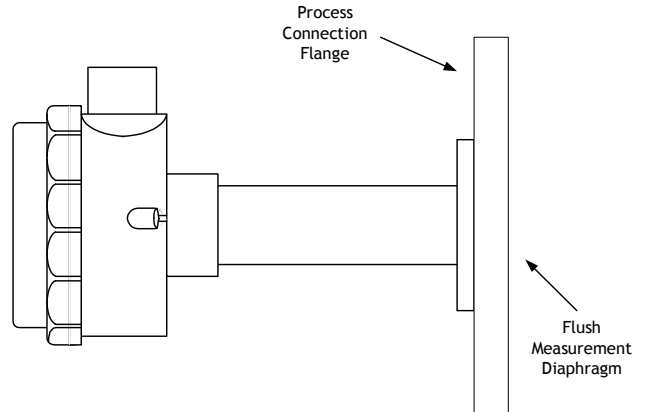 Process
Connection
Flange
Flush
Measurement
Diaphragm